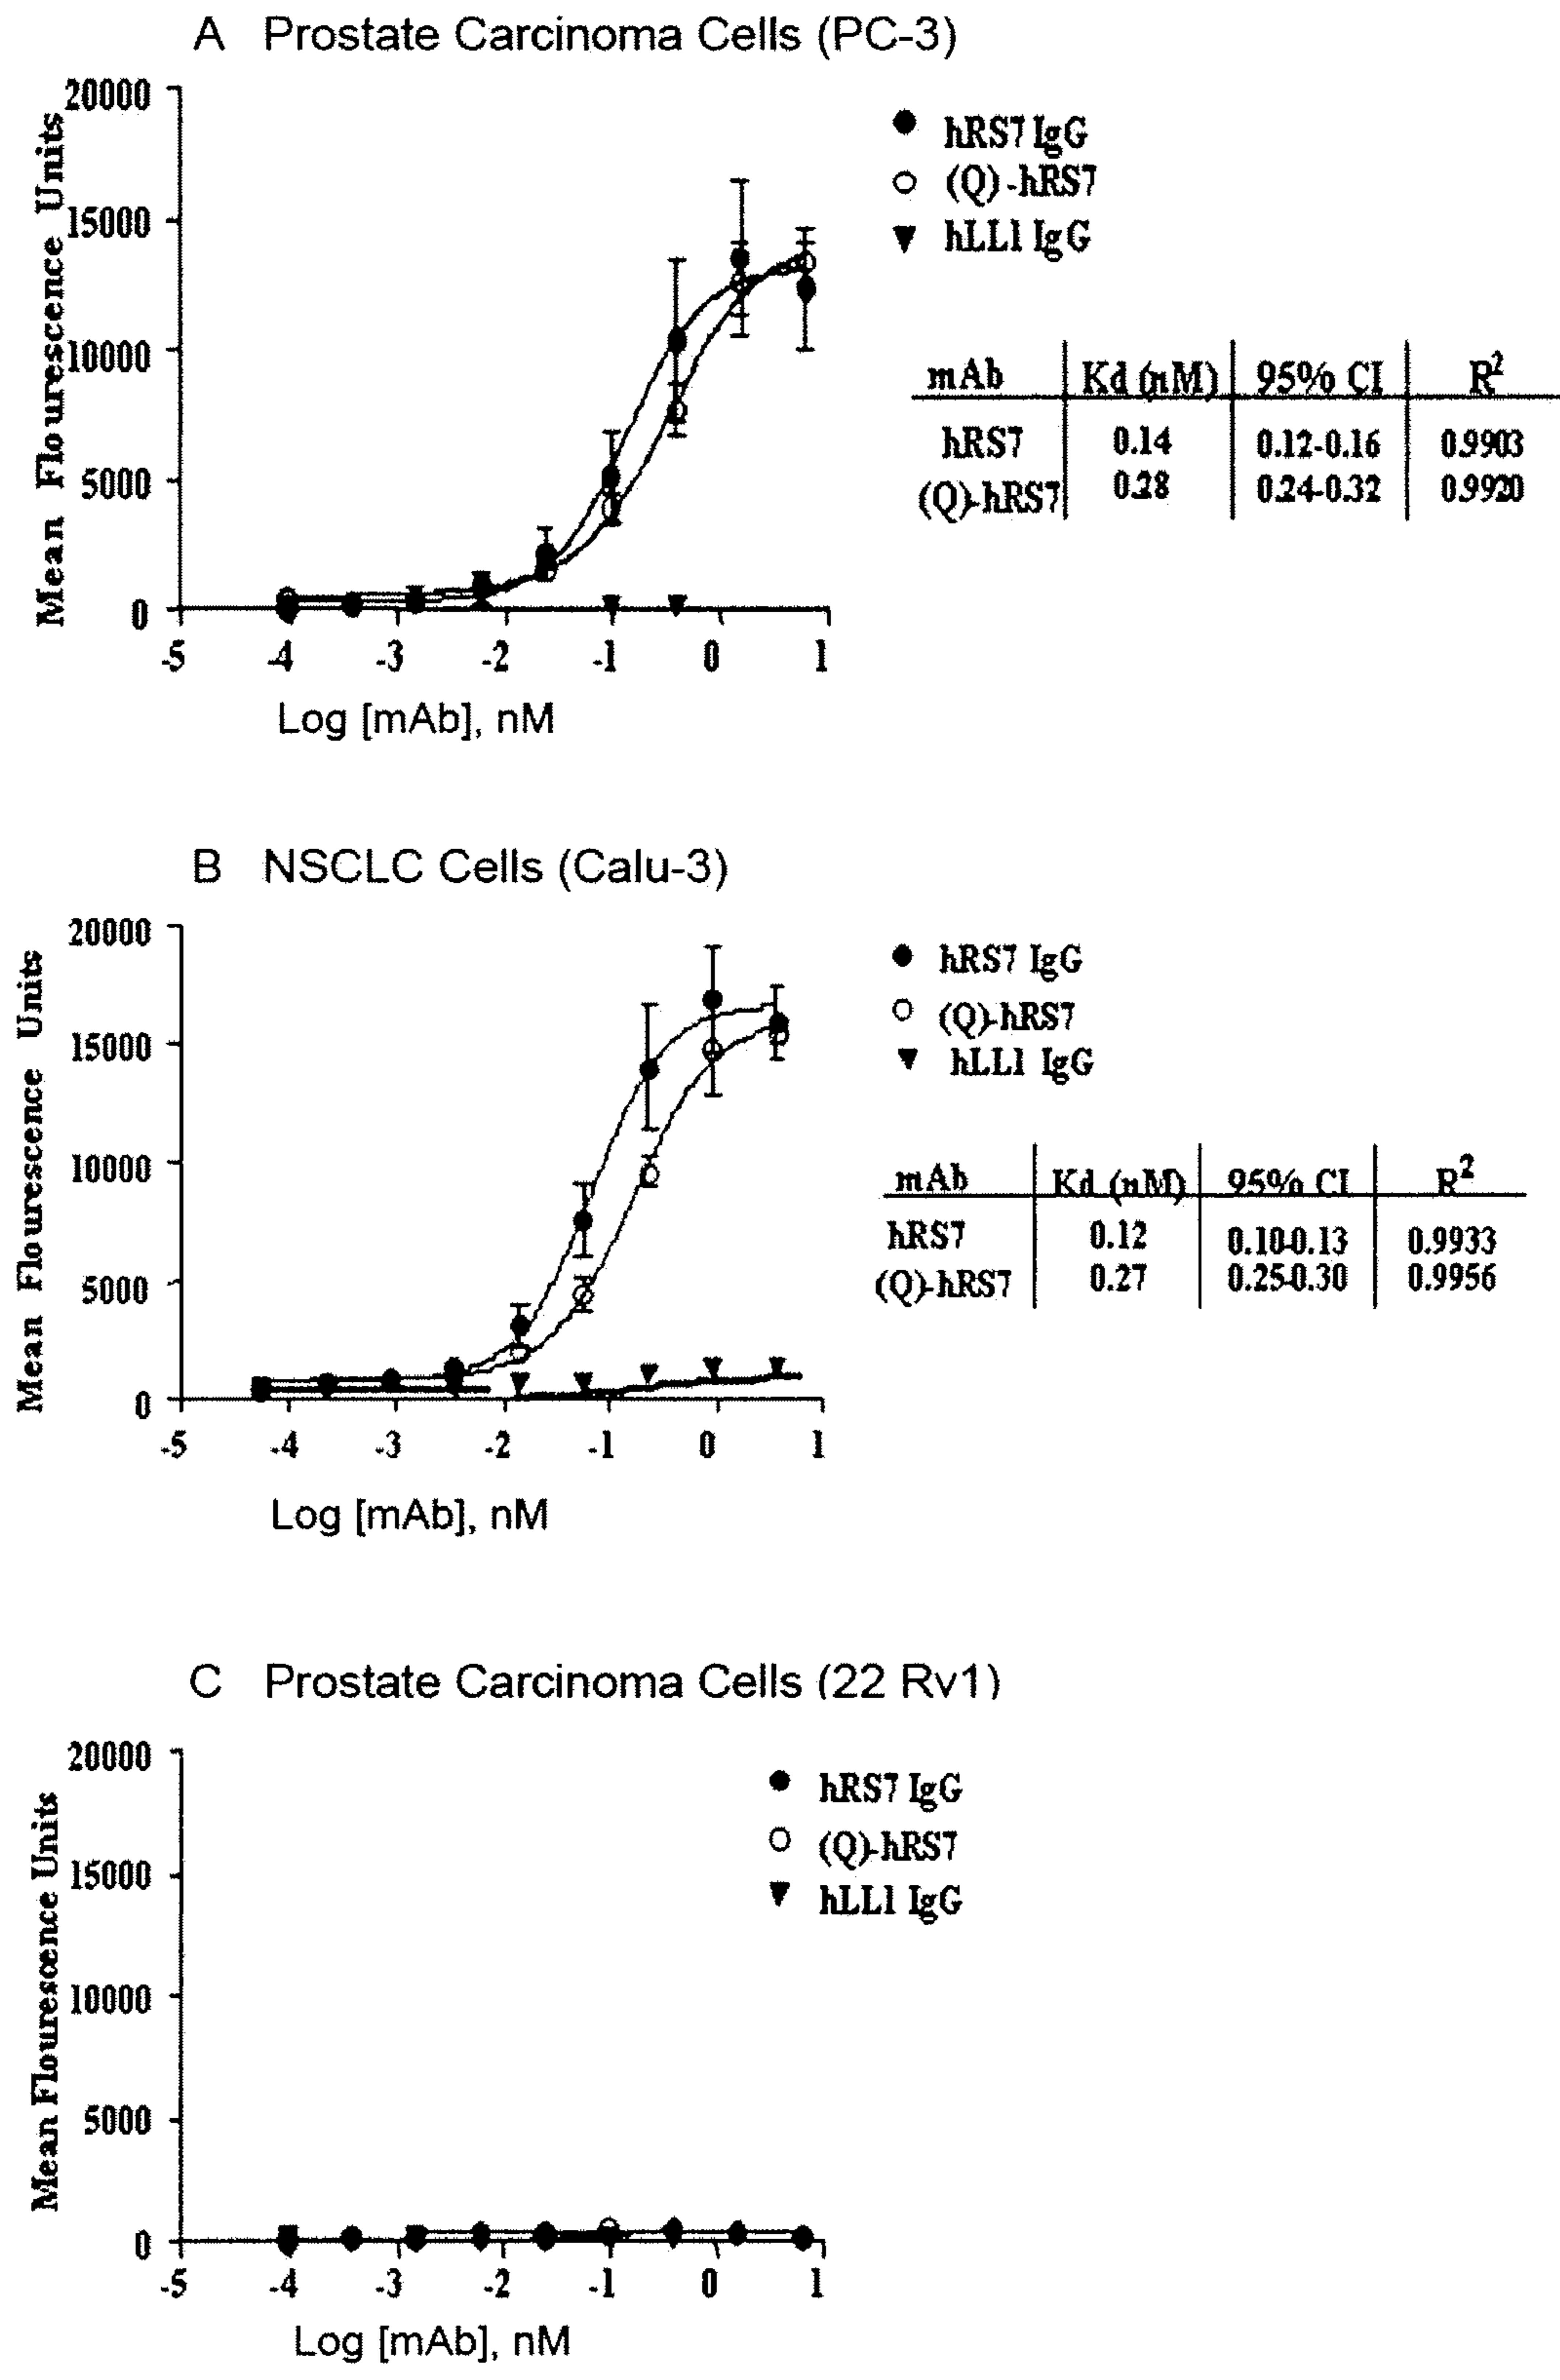 A Prostate Carcinoma Cells (PC-3)
20000
15000
10000
5000
0
Mean Flourescence Units
-5 -4 -3 -2 -1 0 1
Log [mAb], nM
hRS7 IgG
(Q)-hRS7
hLL1 IgG
mAb Kd (nM) 95% CI R²
hRS7 0.14 0.12-0.16 0.9903
(Q)-hRS7 0.28 0.24-0.32 0.9920
B NSCLC Cells (Calu-3)
20000
15000
10000
5000
0
Mean Flourescence Units
-5 -4 -3 -2 -1 0 1
Log [mAb], nM
hRS7 IgG
(Q)-hRS7
hLL1 IgG
mAb Kd (nM) 95% CI R²
hRS7 0.12 0.10-0.13 0.9933
(Q)-hRS7 0.27 0.25-0.30 0.9956
C Prostate Carcinoma Cells (22 Rv1)
20000
15000
10000
5000
0
Mean Flourescence Units
-5 -4 -3 -2 -1 0 1
Log [mAb], nM
hRS7 IgG
(Q)-hRS7
hLL1 IgG